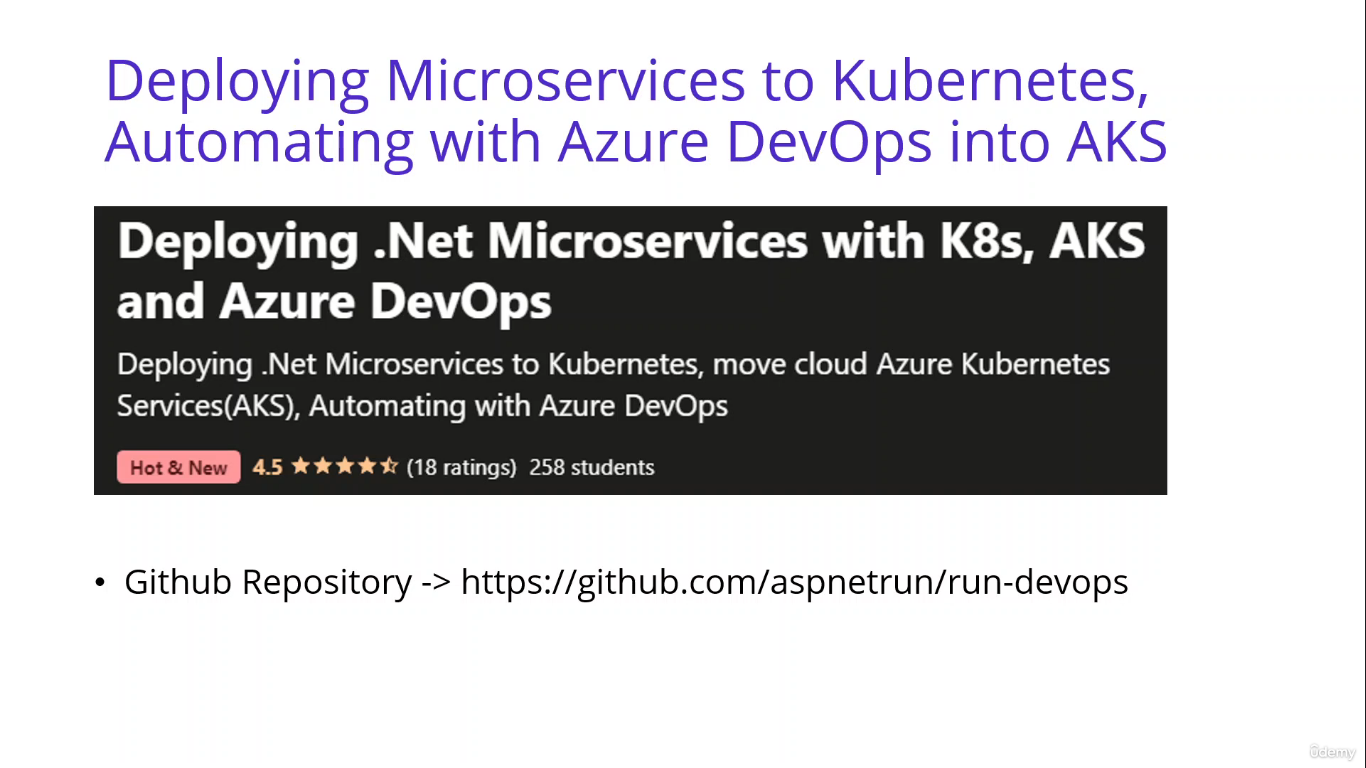 Deploying Microservices to Kubernetes,
Automating with Azure DevOps into AKS
Deploying .Net Microservices with K8s, AKS
and Azure DevOps
Deploying .Net Microservices to Kubernetes, move cloud Azure Kubernetes
Services(AKS), Automating with Azure DevOps
Hot & New 4.5 (18 ratings) 258 students
• Github Repository -> https://github.com/aspnetrun/run-devops
ûdemy